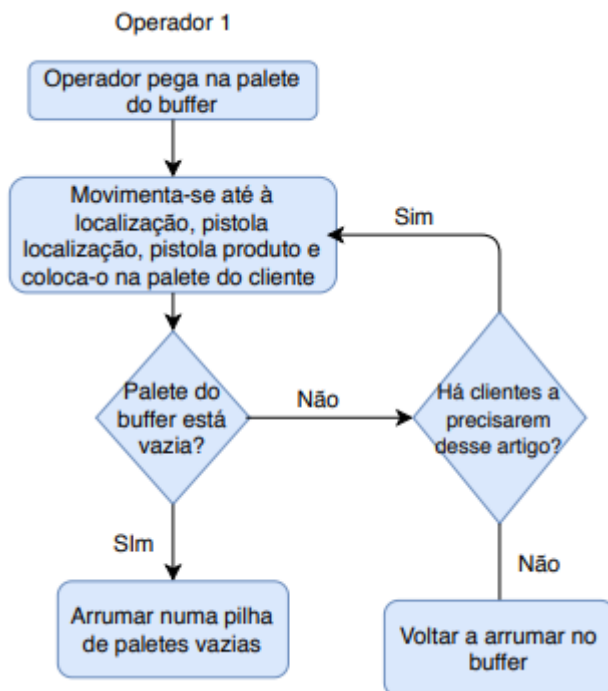 Operador 1
Operador pega na palete
do buffer
Movimenta-se até à
localização, pistola
localização, pistola produto e
coloca-o na palete do cliente
Sim
Palete do
buffer está
vazia?
Não
Há clientes a
precisarem
desse artigo?
SIm
Não
Arrumar numa pilha
de paletes vazias
Voltar a arrumar no
buffer